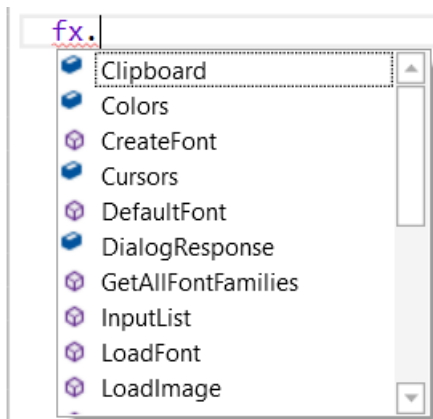 fx.
Clipboard
Colors
CreateFont
Cursors
DefaultFont
DialogResponse
GetAllFontFamilies
InputList
LoadFont
LoadImage